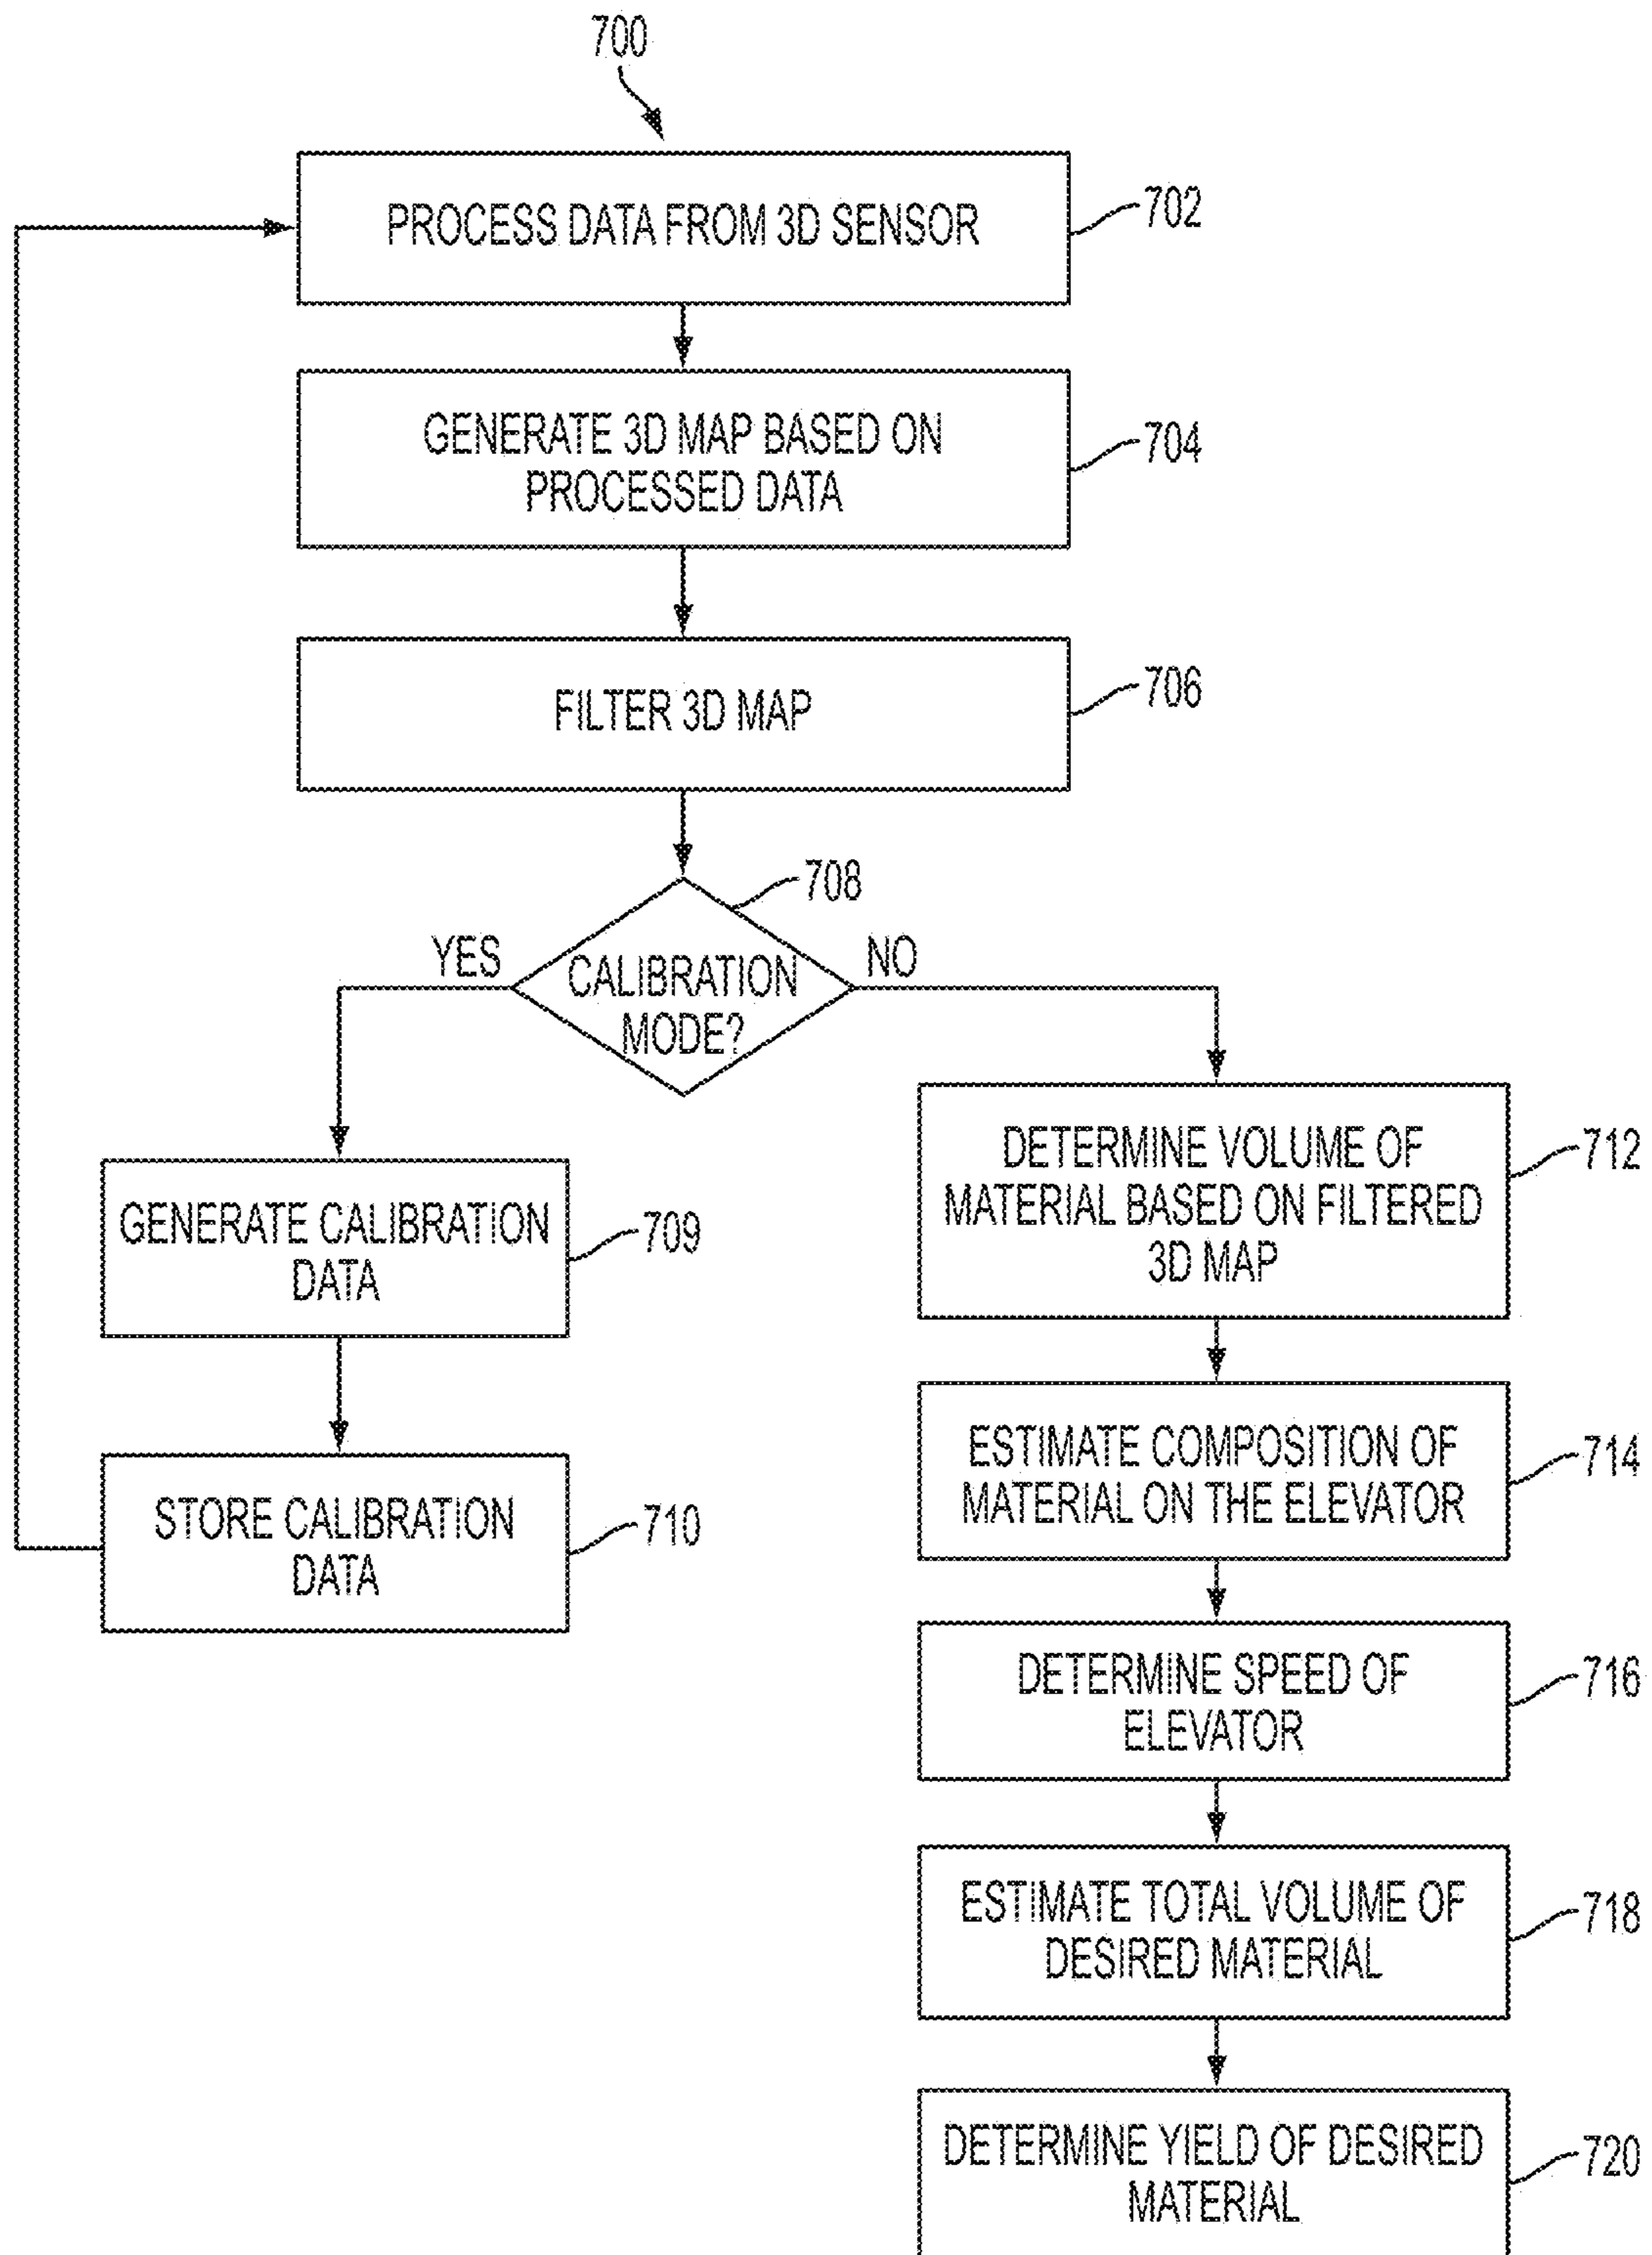 700
PROCESS DATA FROM 3D SENSOR
702
GENERATE 3D MAP BASED ON
PROCESSED DATA
704
FILTER 3D MAP
706
708
CALIBRATION
MODE?
YES
NO
GENERATE CALIBRATION
DATA
709
STORE CALIBRATION
DATA
710
DETERMINE VOLUME OF
MATERIAL BASED ON FILTERED
3D MAP
712
ESTIMATE COMPOSITION OF
MATERIAL ON THE ELEVATOR
714
DETERMINE SPEED OF
ELEVATOR
716
ESTIMATE TOTAL VOLUME OF
DESIRED MATERIAL
718
DETERMINE YIELD OF DESIRED
MATERIAL
720